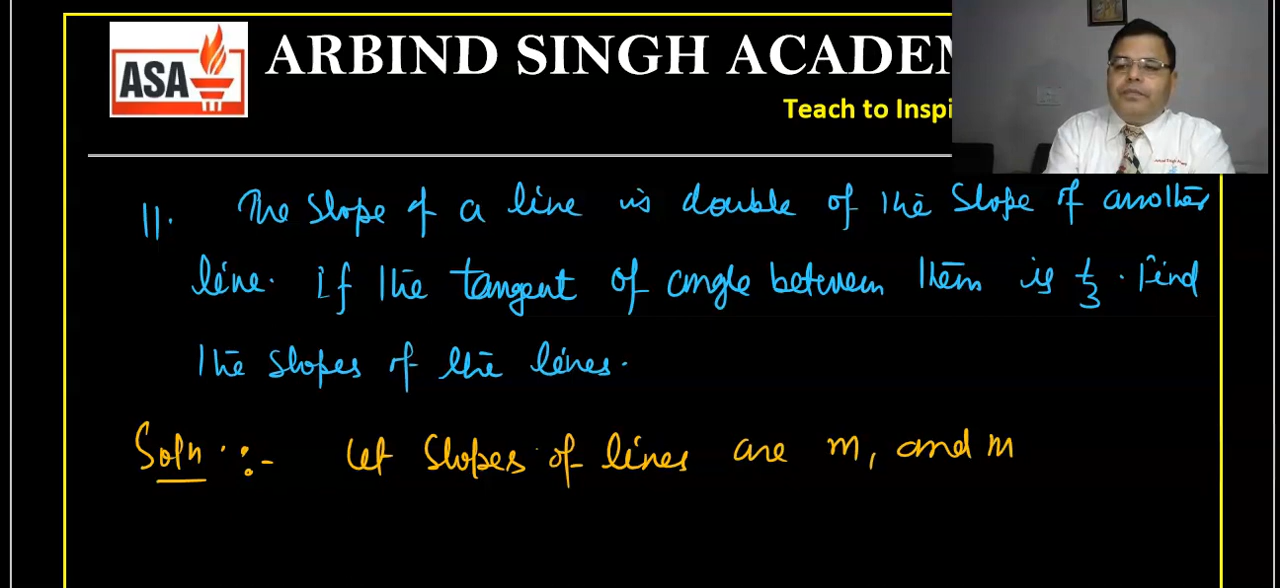 ASA
ARBIND SINGH ACADEM
Teach to Inspi
11. The slope of a line is double of the slope of another
line. If the tangent of angle between them is 1/3. Find
the slopes of the lines.
Soln :- Let slopes of lines are m, and m